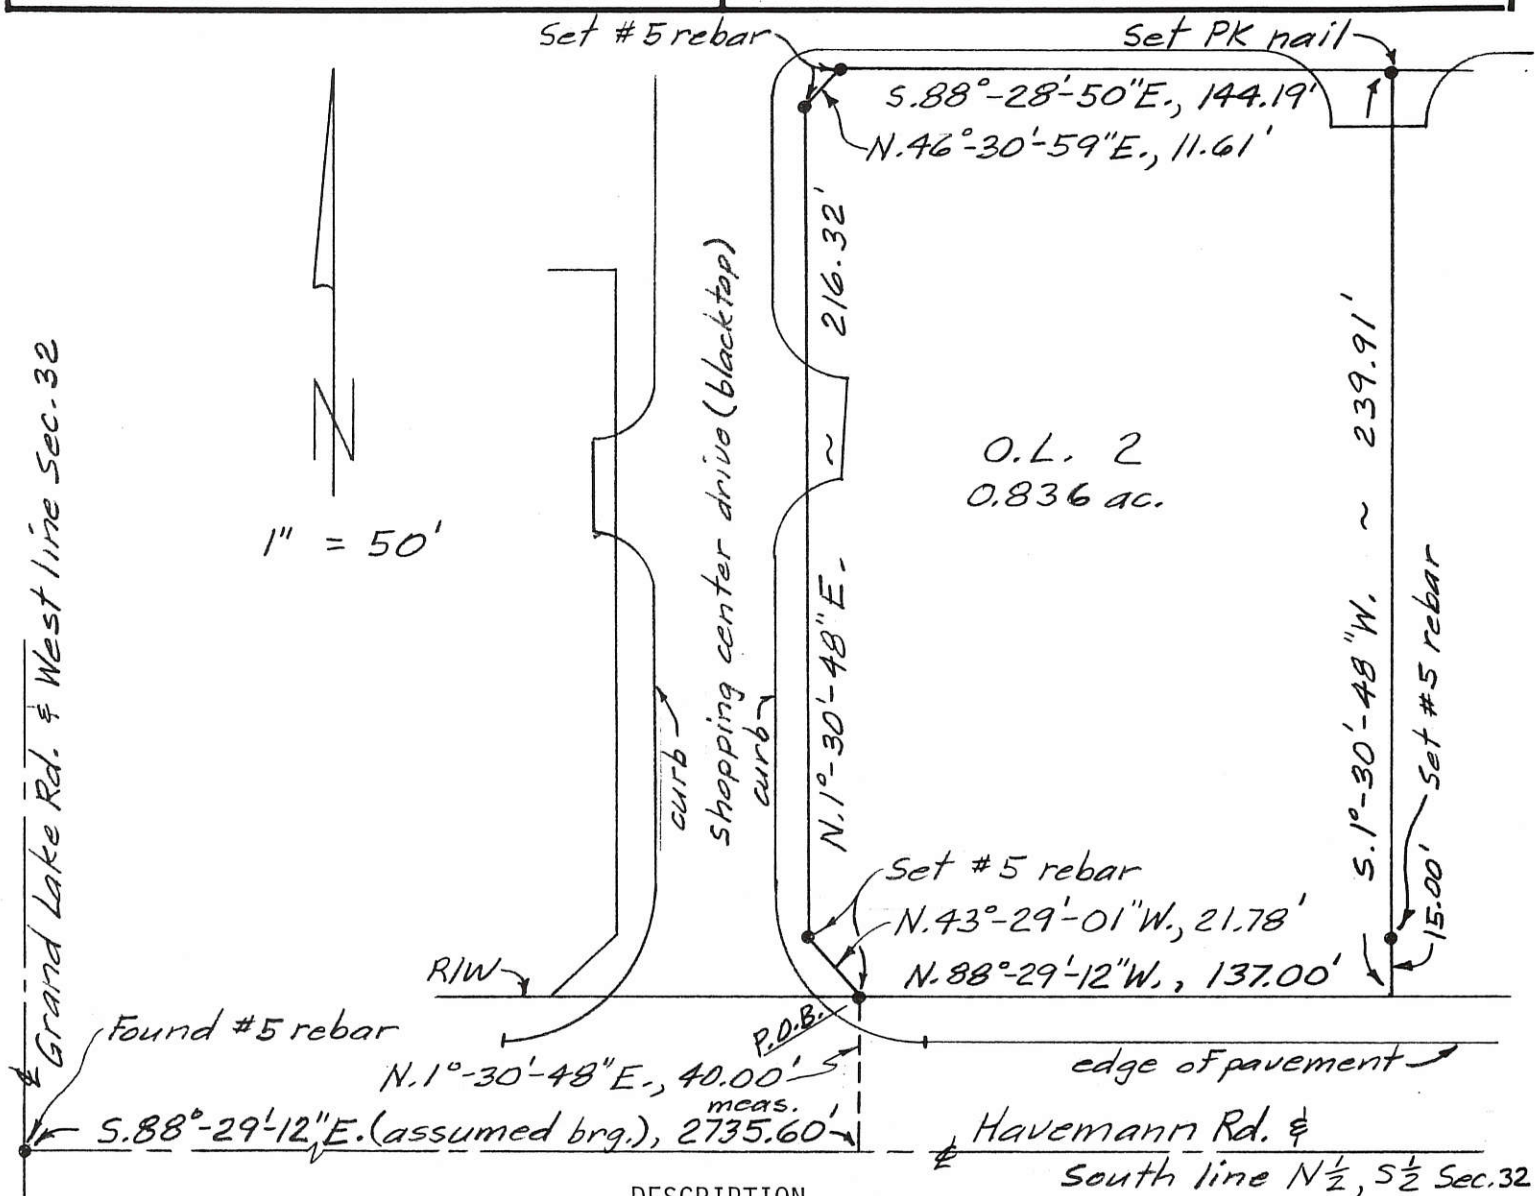 Set #5 rebar
Set PK nail
S.88°-28'-50"E., 144.19'
N.46°-30'-59"E., 11.61'
216.32'
N.1°-30'-48"E. ~
shopping center drive (blacktop)
curb
curb
N
1" = 50'
O.L. 2
0.836 ac.
S.1°-30'-48"W. ~ 239.91'
Set #5 rebar
15.00'
Grand Lake Rd. & West line Sec. 32
℄
Set #5 rebar
N.43°-29'-01"W., 21.78'
N.88°-29'-12"W., 137.00'
R/W
Found #5 rebar
P.O.B.
N.1°-30'-48"E., 40.00'
edge of pavement
meas.
S.88°-29'-12"E. (assumed brg.), 2735.60'
℄ Havemann Rd. &
South line N½, S½ Sec. 32
DESCRIPTION